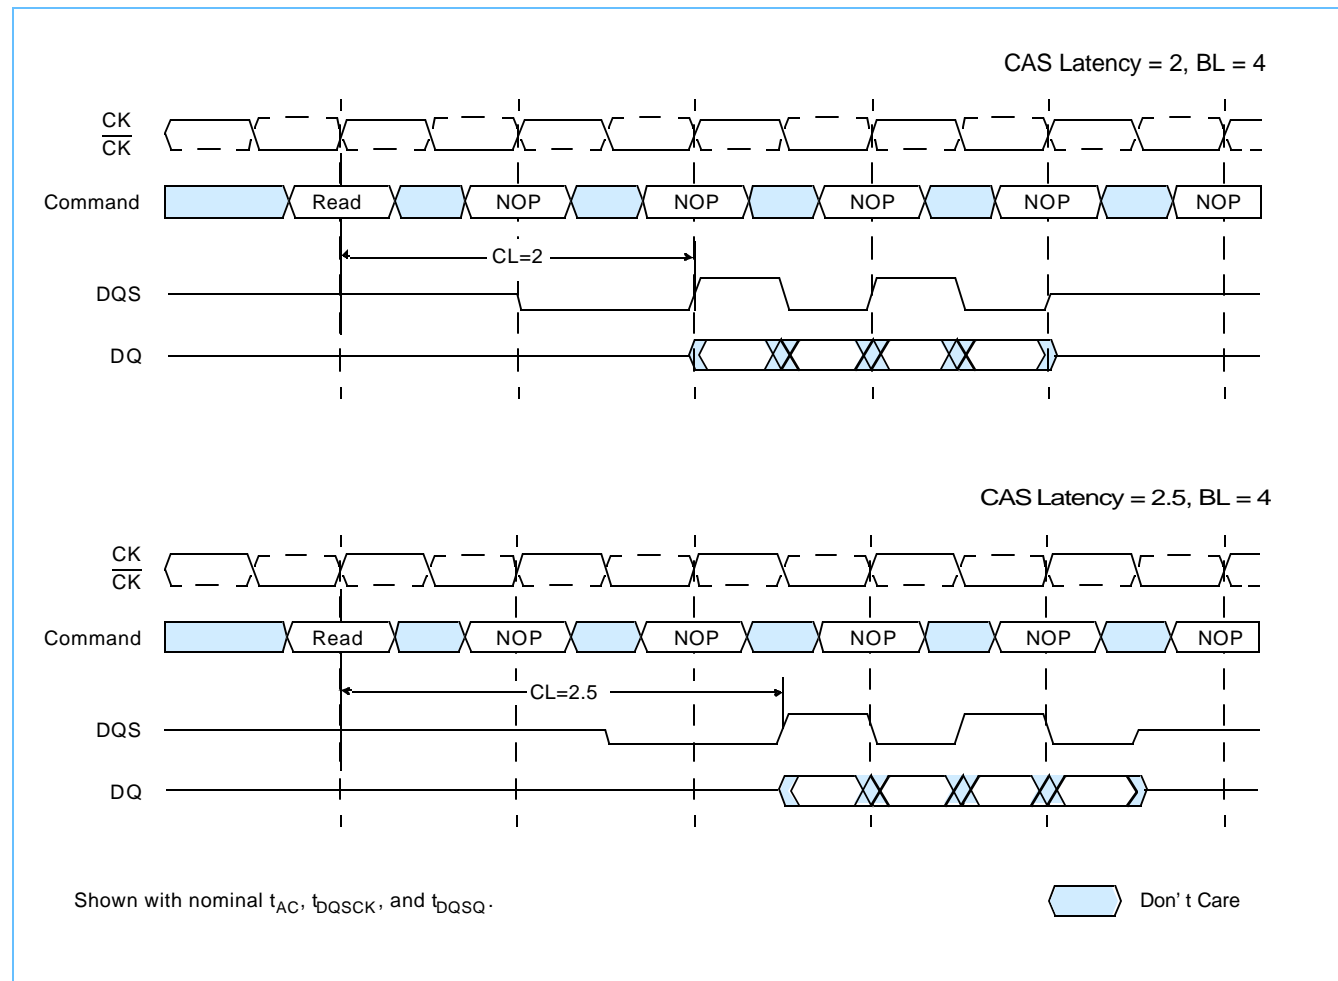 CAS Latency = 2, BL = 4
CK
CK
Command
Read
NOP
NOP
NOP
NOP
NOP
CL=2
DQS
DQ
CAS Latency = 2.5, BL = 4
CK
CK
Command
Read
NOP
NOP
NOP
NOP
NOP
CL=2.5
DQS
DQ
Shown with nominal tAC, tDQSCK, and tDQSQ.
Don't Care